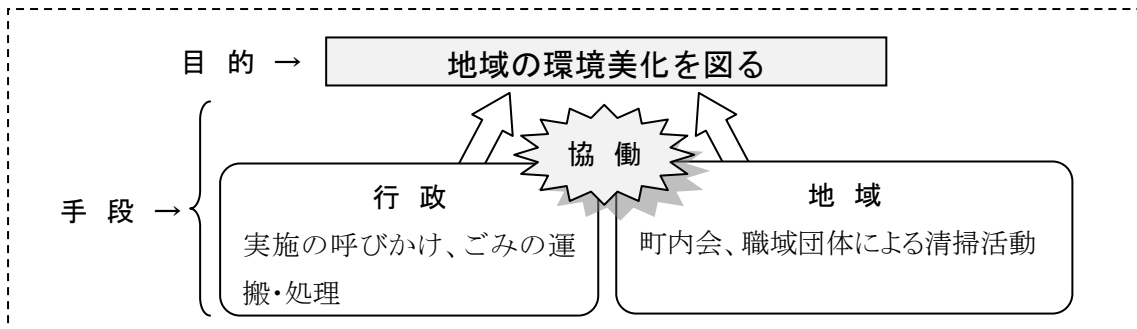 目 的 → 地域の環境美化を図る
協 働
手 段 →
行 政
実施の呼びかけ、ごみの運
搬・処理
地 域
町内会、職域団体による清掃活動